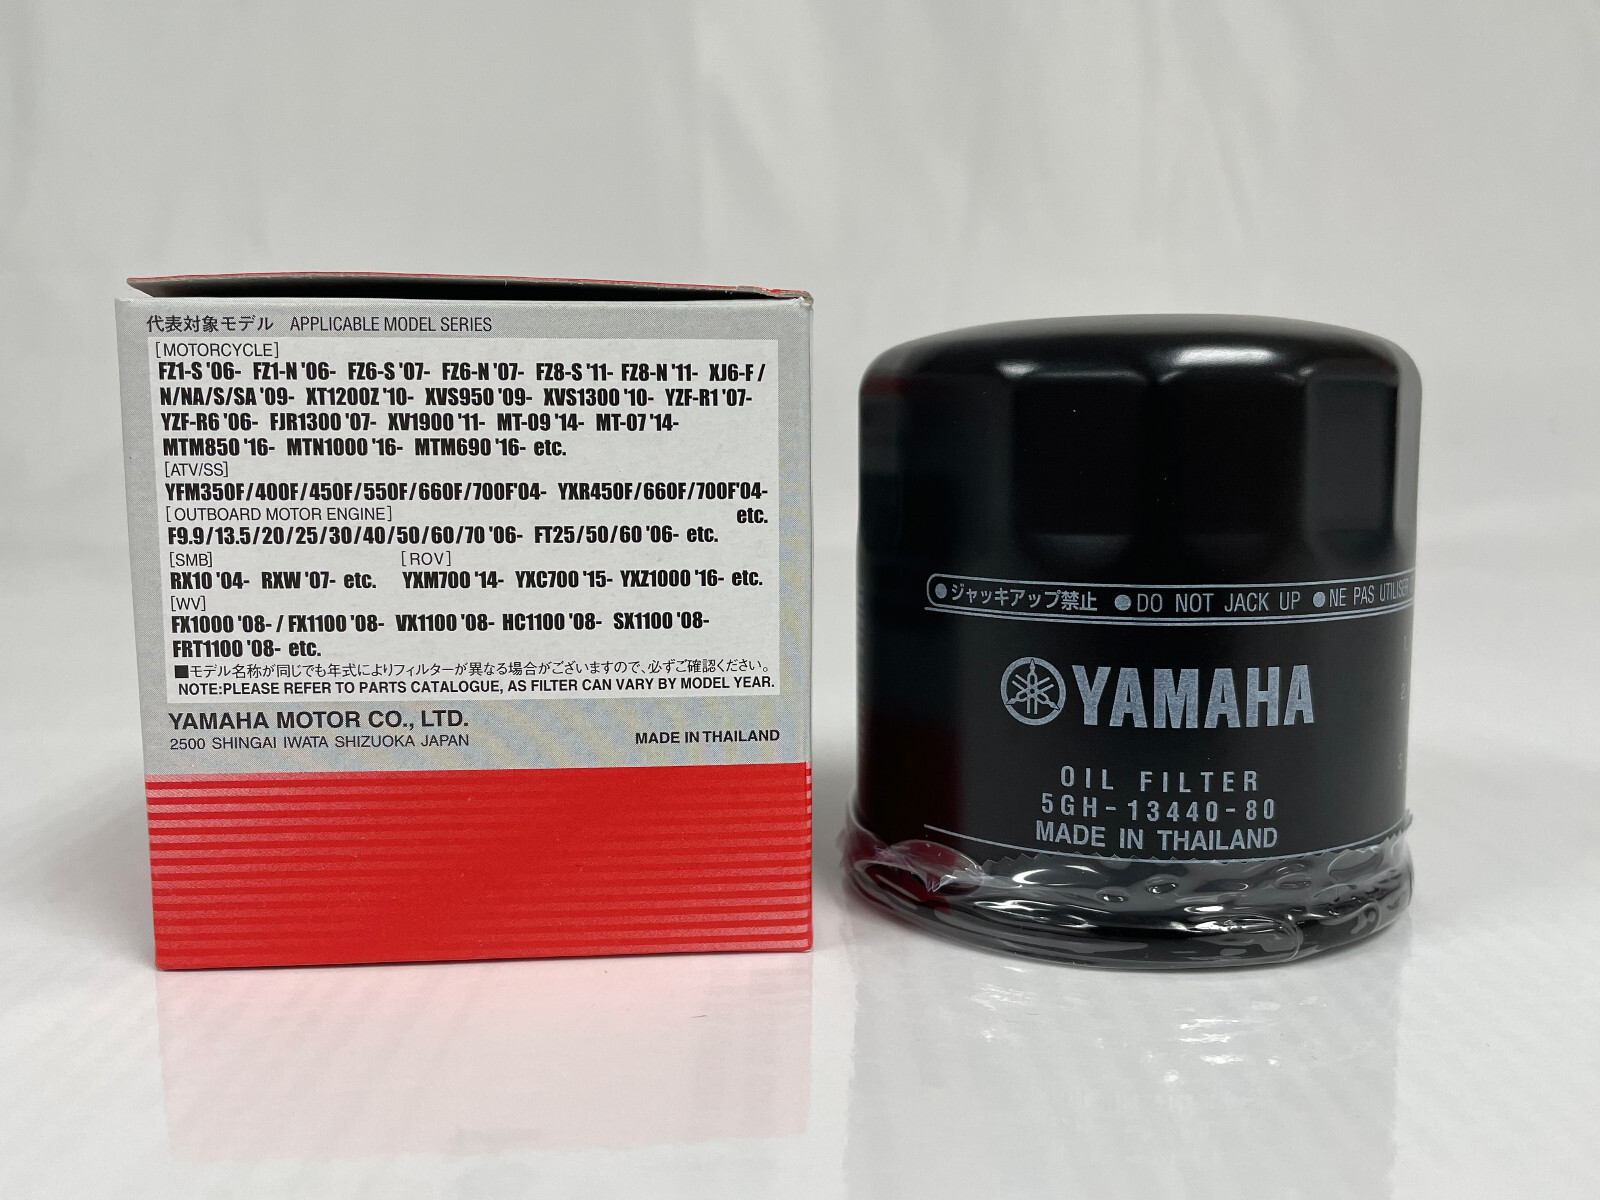 代表対象モデル APPLICABLE MODEL SERIES
[MOTORCYCLE]
FZ1-S '06- FZ1-N '06- FZ6-S '07- FZ6-N '07- FZ8-S '11- FZ8-N '11- XJ6-F /
N/NA/S/SA '09- XT1200Z '10- XVS950 '09- XVS1300 '10- YZF-R1 '07-
YZF-R6 '06- FJR1300 '07- XV1900 '11- MT-09 '14- MT-07 '14-
MTM850 '16- MTN1000 '16- MTM690 '16- etc.
[ATV/SS]
YFM350F/400F/450F/550F/660F/700F'04- YXR450F/660F/700F'04-
etc.
[OUTBOARD MOTOR ENGINE]
F9.9/13.5/20/25/30/40/50/60/70 '06- FT25/50/60 '06- etc.
[SMB] [ROV]
RX10 '04- RXW '07- etc. YXM700 '14- YXC700 '15- YXZ1000 '16- etc.
[WV]
FX1000 '08- / FX1100 '08- VX1100 '08- HC1100 '08- SX1100 '08-
FRT1100 '08- etc.
■モデル名称が同じでも年式によりフィルターが異なる場合がございますので、必ずご確認ください。
NOTE:PLEASE REFER TO PARTS CATALOGUE, AS FILTER CAN VARY BY MODEL YEAR.
YAMAHA MOTOR CO., LTD.
2500 SHINGAI IWATA SHIZUOKA JAPAN
MADE IN THAILAND
●ジャッキアップ禁止 ●DO NOT JACK UP ●NE PAS UTILISER
YAMAHA
OIL FILTER
5GH-13440-80
MADE IN THAILAND